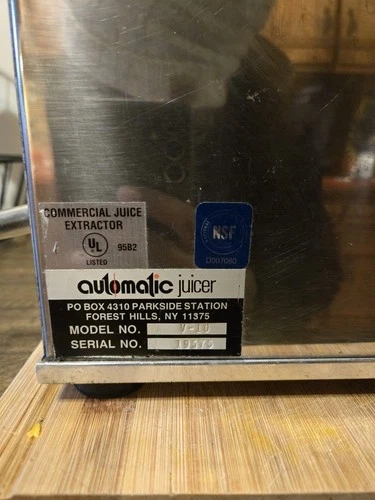 COMMERCIAL JUICE
EXTRACTOR
UL
95B2
LISTED
NSF
automatic juicer
PO BOX 4310 PARKSIDE STATION
FOREST HILLS, NY 11375
MODEL NO. V-10
SERIAL NO.